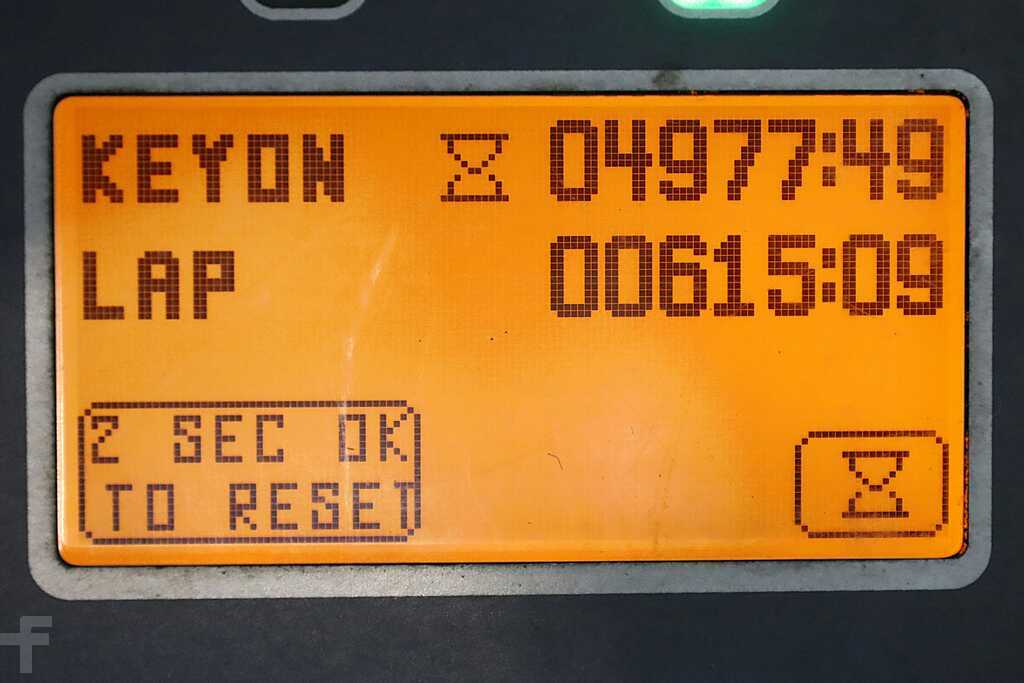 KEYON 04977:49
LAP 00615:09
2 SEC OK
TO RESET